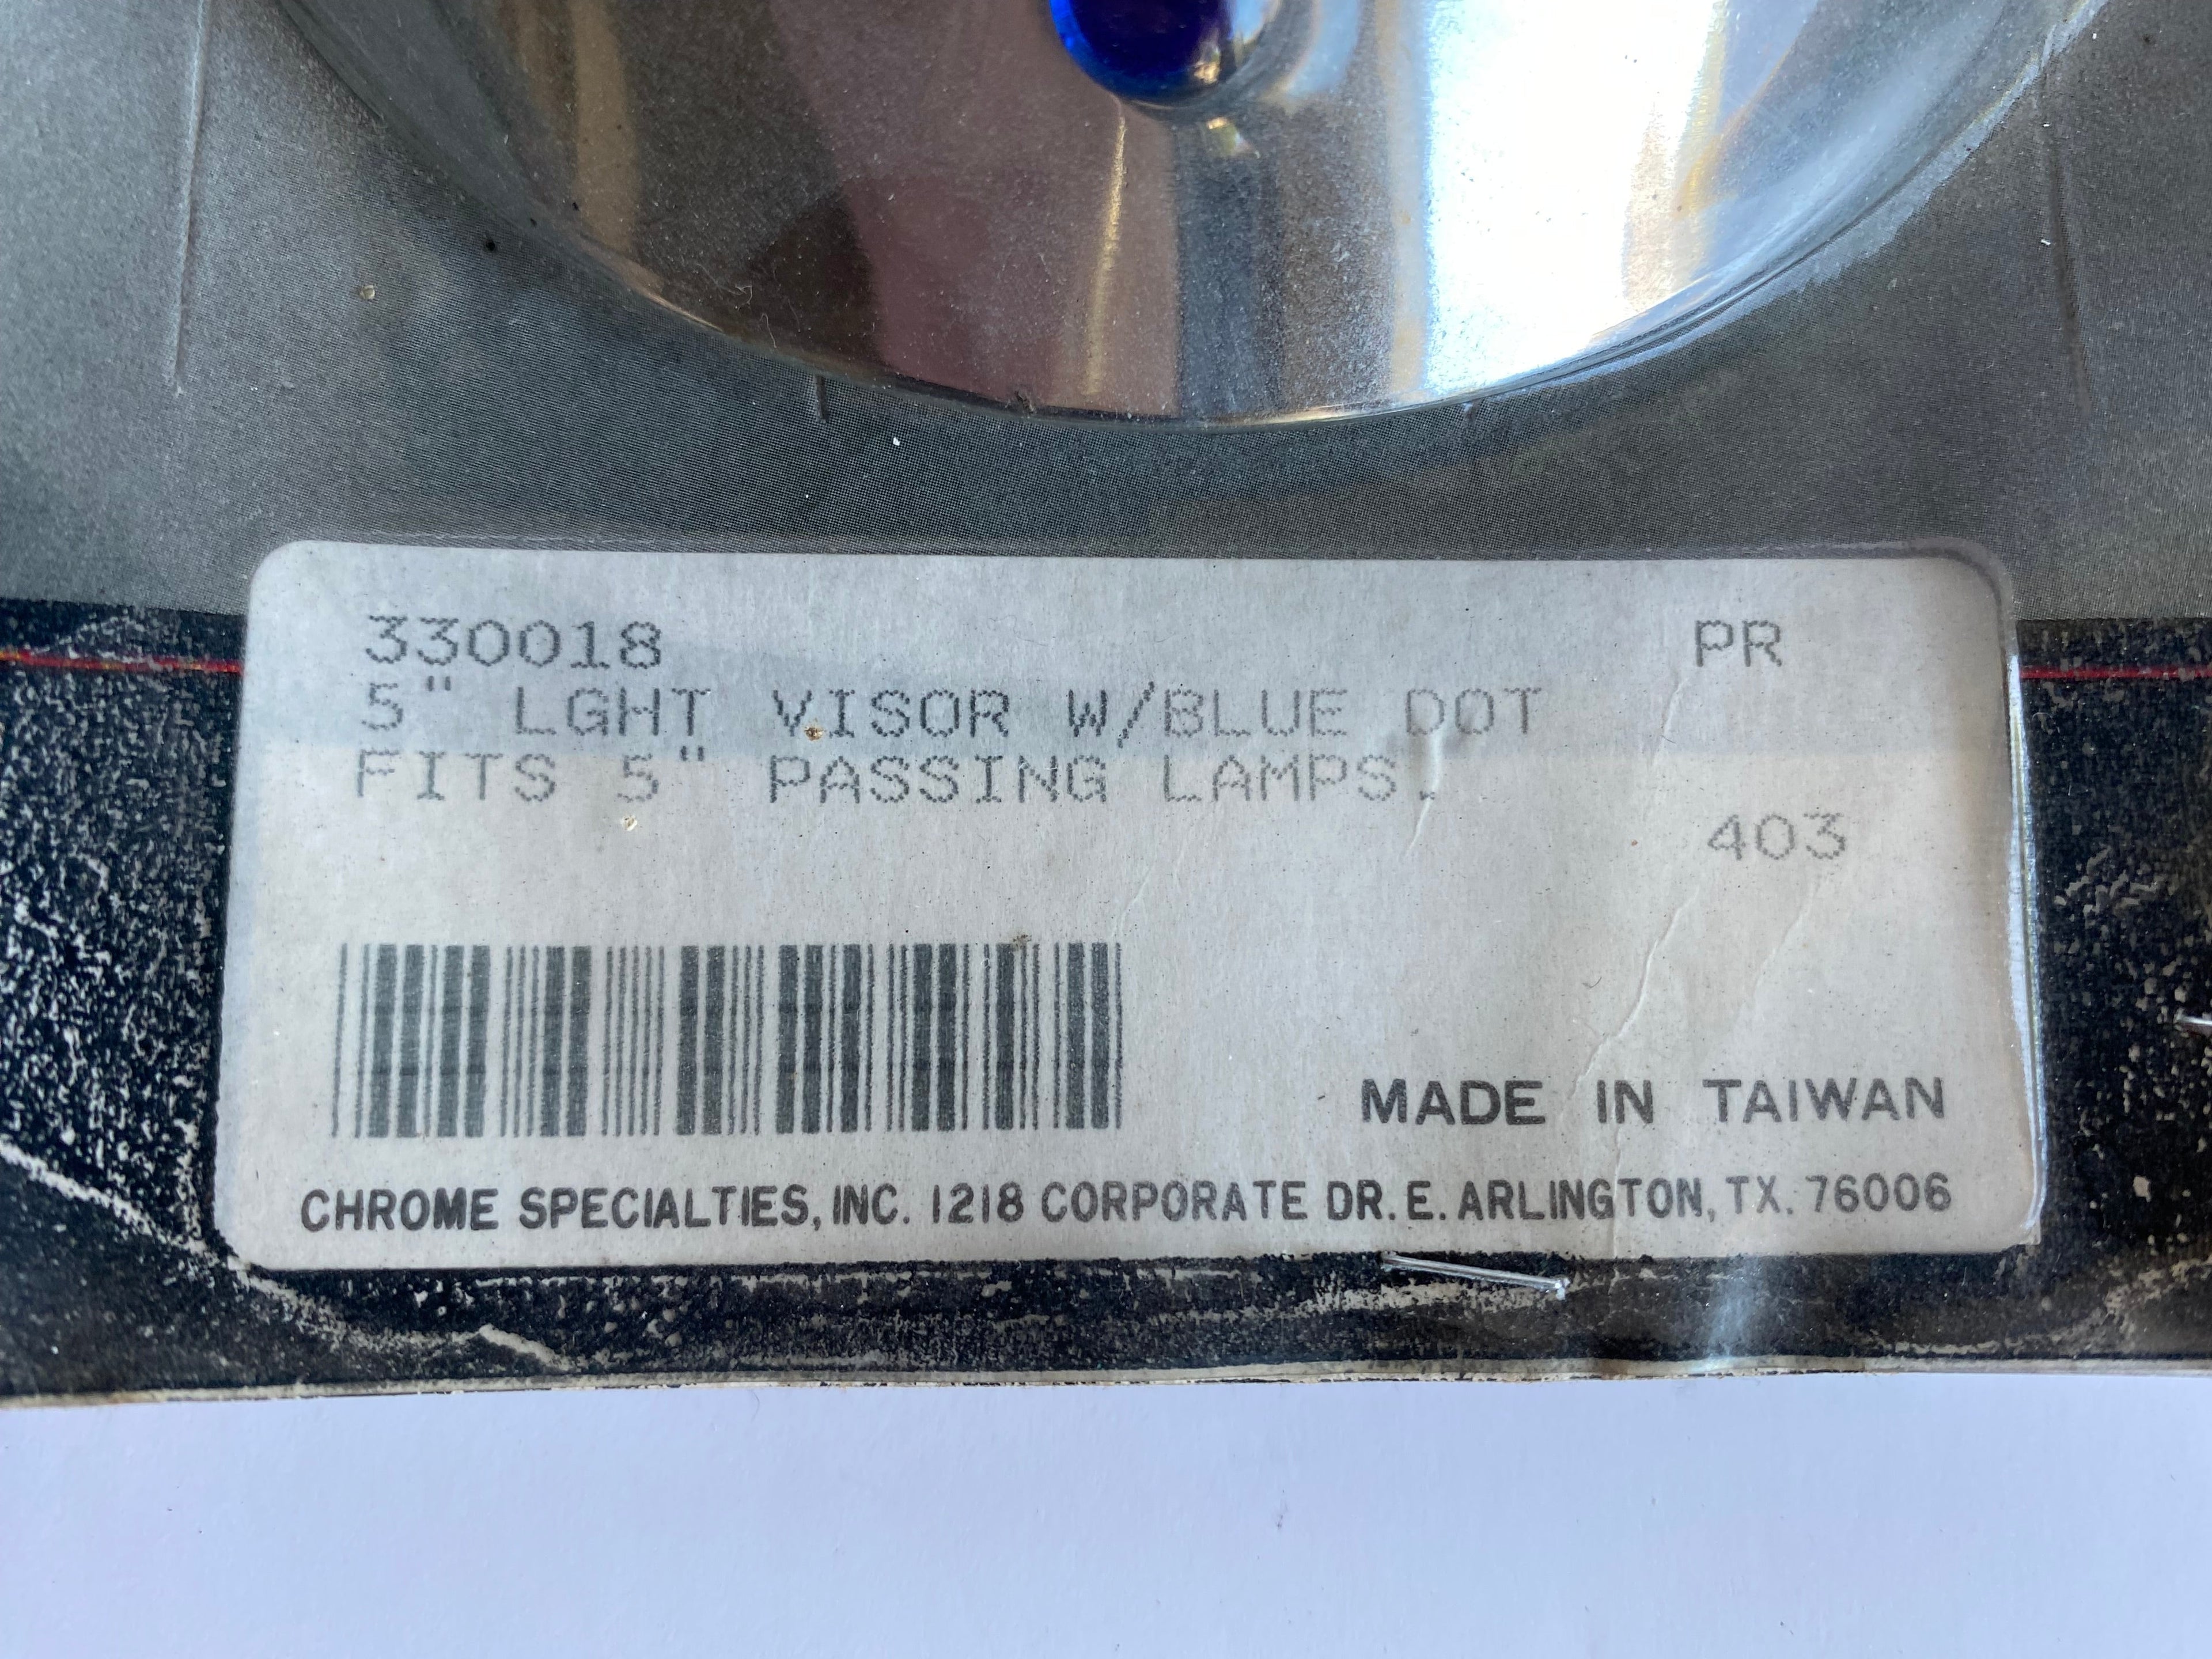 330018 PR
5" LGHT VISOR W/BLUE DOT
FITS 5" PASSING LAMPS.
403
MADE IN TAIWAN
CHROME SPECIALTIES, INC. 1218 CORPORATE DR. E. ARLINGTON, TX. 76006